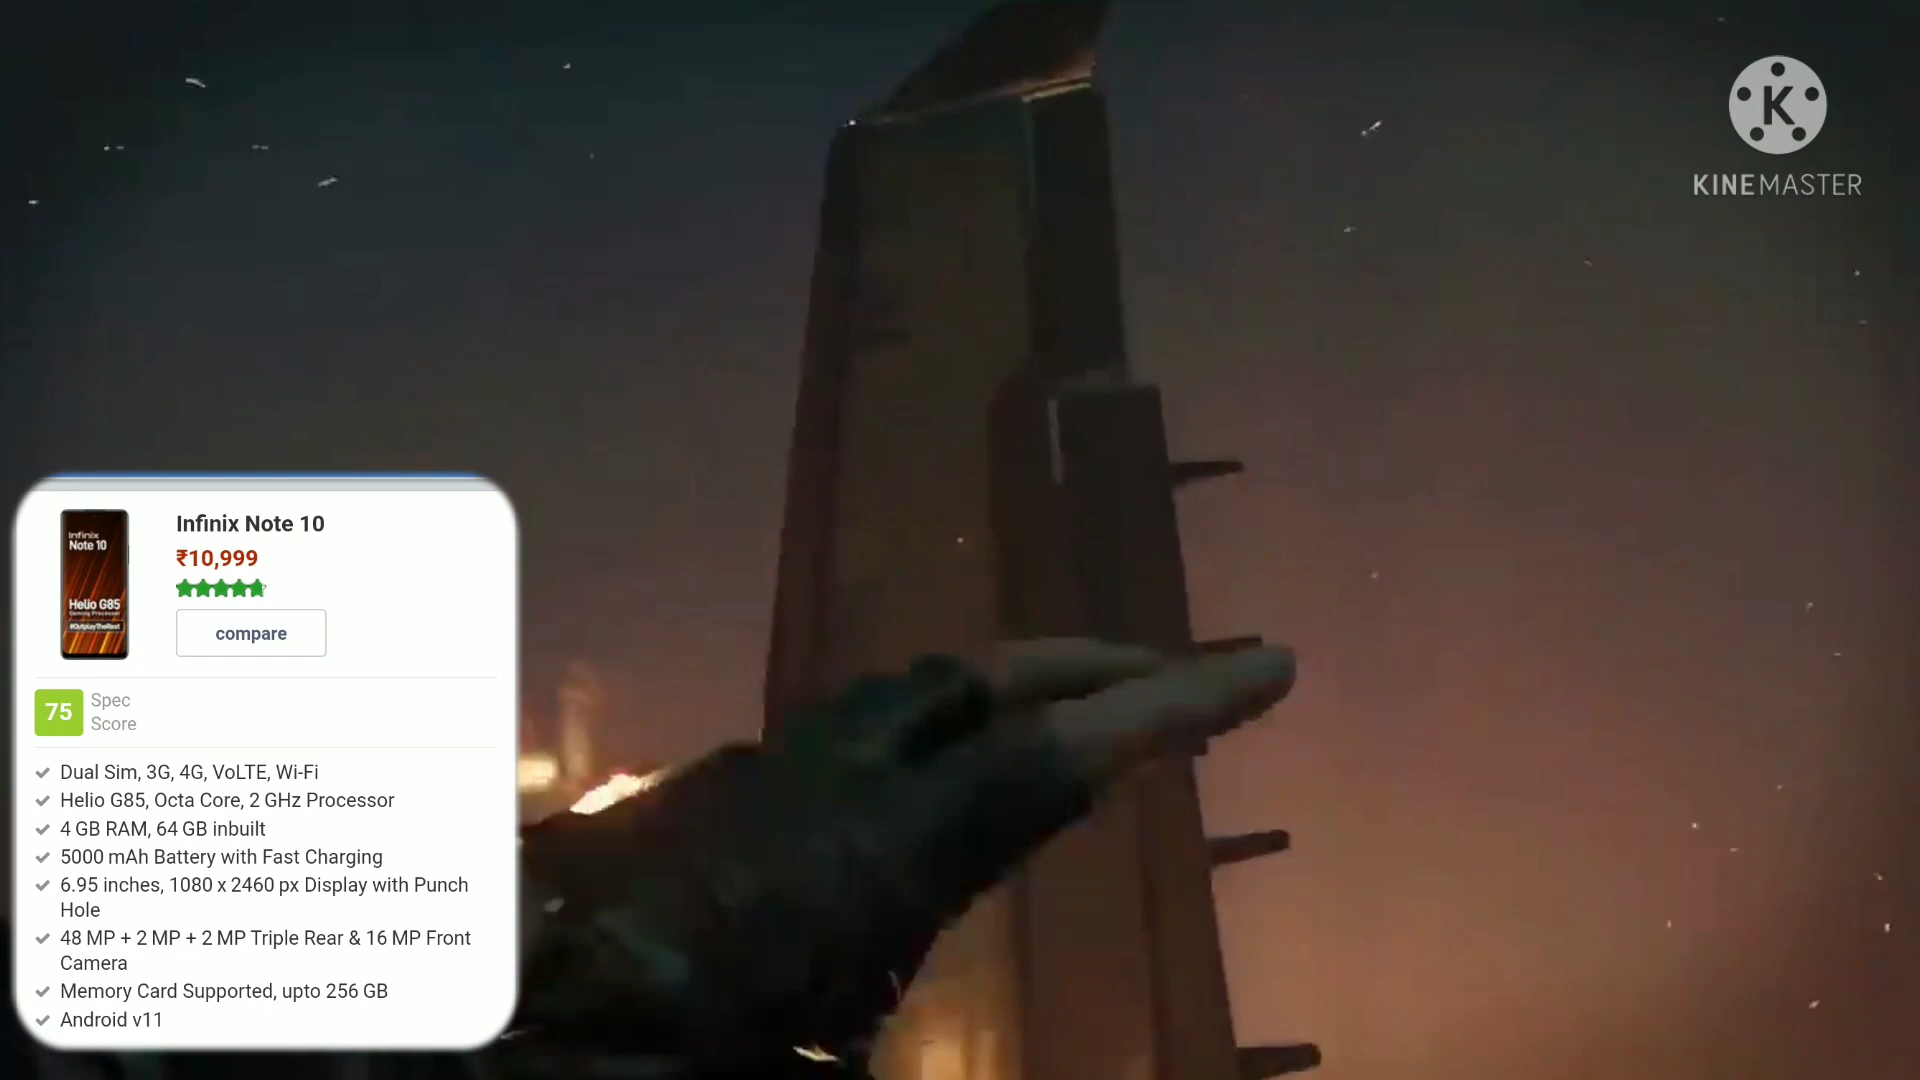 K
KINEMASTER
Infinix Note 10
₹10,999
compare
Infinix
Note 10
Helio G85
Gaming Processor
#OutplayTheRest
75
Spec
Score
Dual Sim, 3G, 4G, VoLTE, Wi-Fi
Helio G85, Octa Core, 2 GHz Processor
4 GB RAM, 64 GB inbuilt
5000 mAh Battery with Fast Charging
6.95 inches, 1080 x 2460 px Display with Punch
Hole
48 MP + 2 MP + 2 MP Triple Rear & 16 MP Front
Camera
Memory Card Supported, upto 256 GB
Android v11